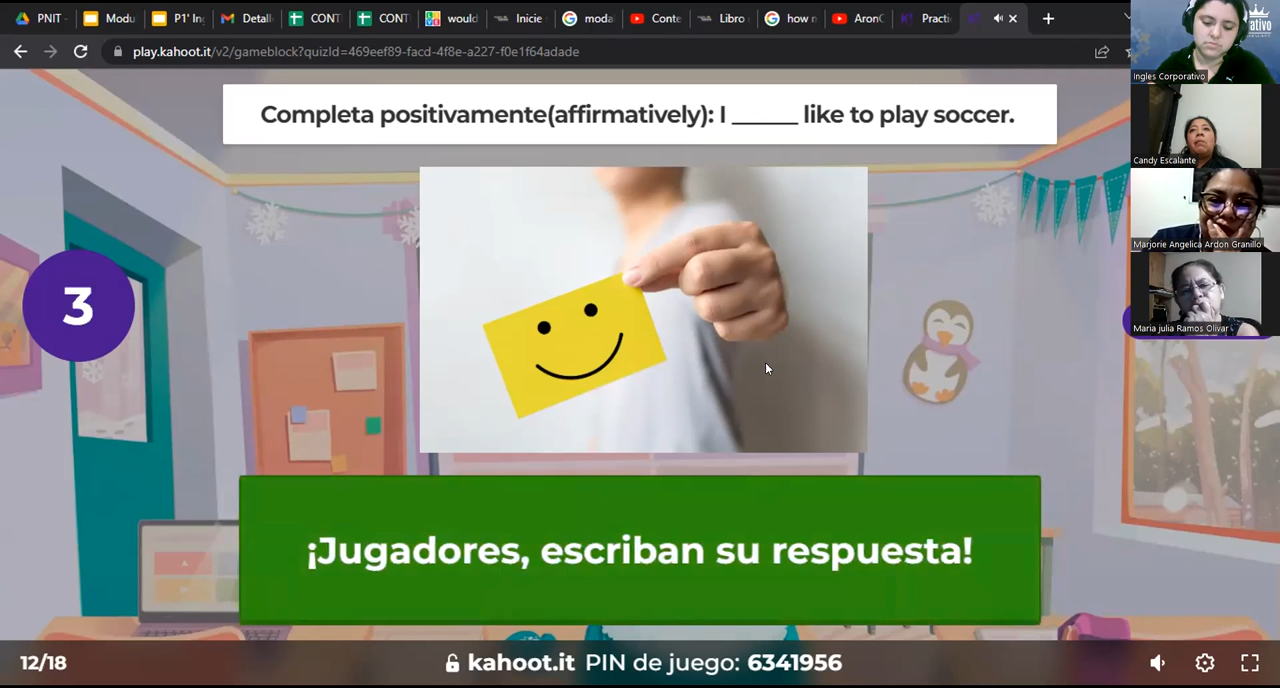 PNIT -
Modu
P1' In
Detall
CONT
CONT
would
Inicie
moda
Conte
Libro
how n
AronC
Practi
play.kahoot.it/v2/gameblock?quizId=469eef89-facd-4f8e-a227-f0e1f64adade
ativo
Ingles Corporativo
Completa positivamente(affirmatively): I ______ like to play soccer.
Candy Escalante
Marjorie Angelica Ardon Granillo
3
Maria julia Ramos Olivar
¡Jugadores, escriban su respuesta!
12/18
kahoot.it PIN de juego: 6341956